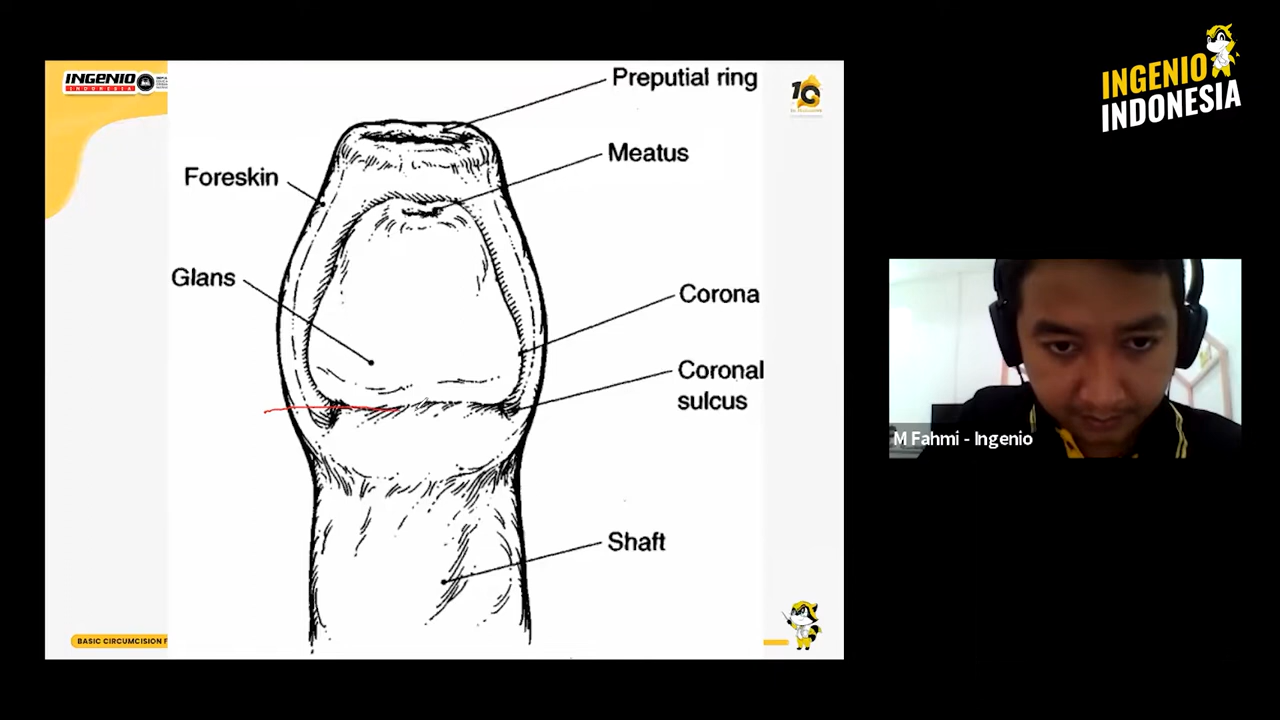 INGENIO
INDONESIA
Preputial ring
Meatus
Foreskin
Glans
Corona
Coronal
sulcus
Shaft
BASIC CIRCUMCISION F
INGENIO
INDONESIA
M Fahmi - Ingenio